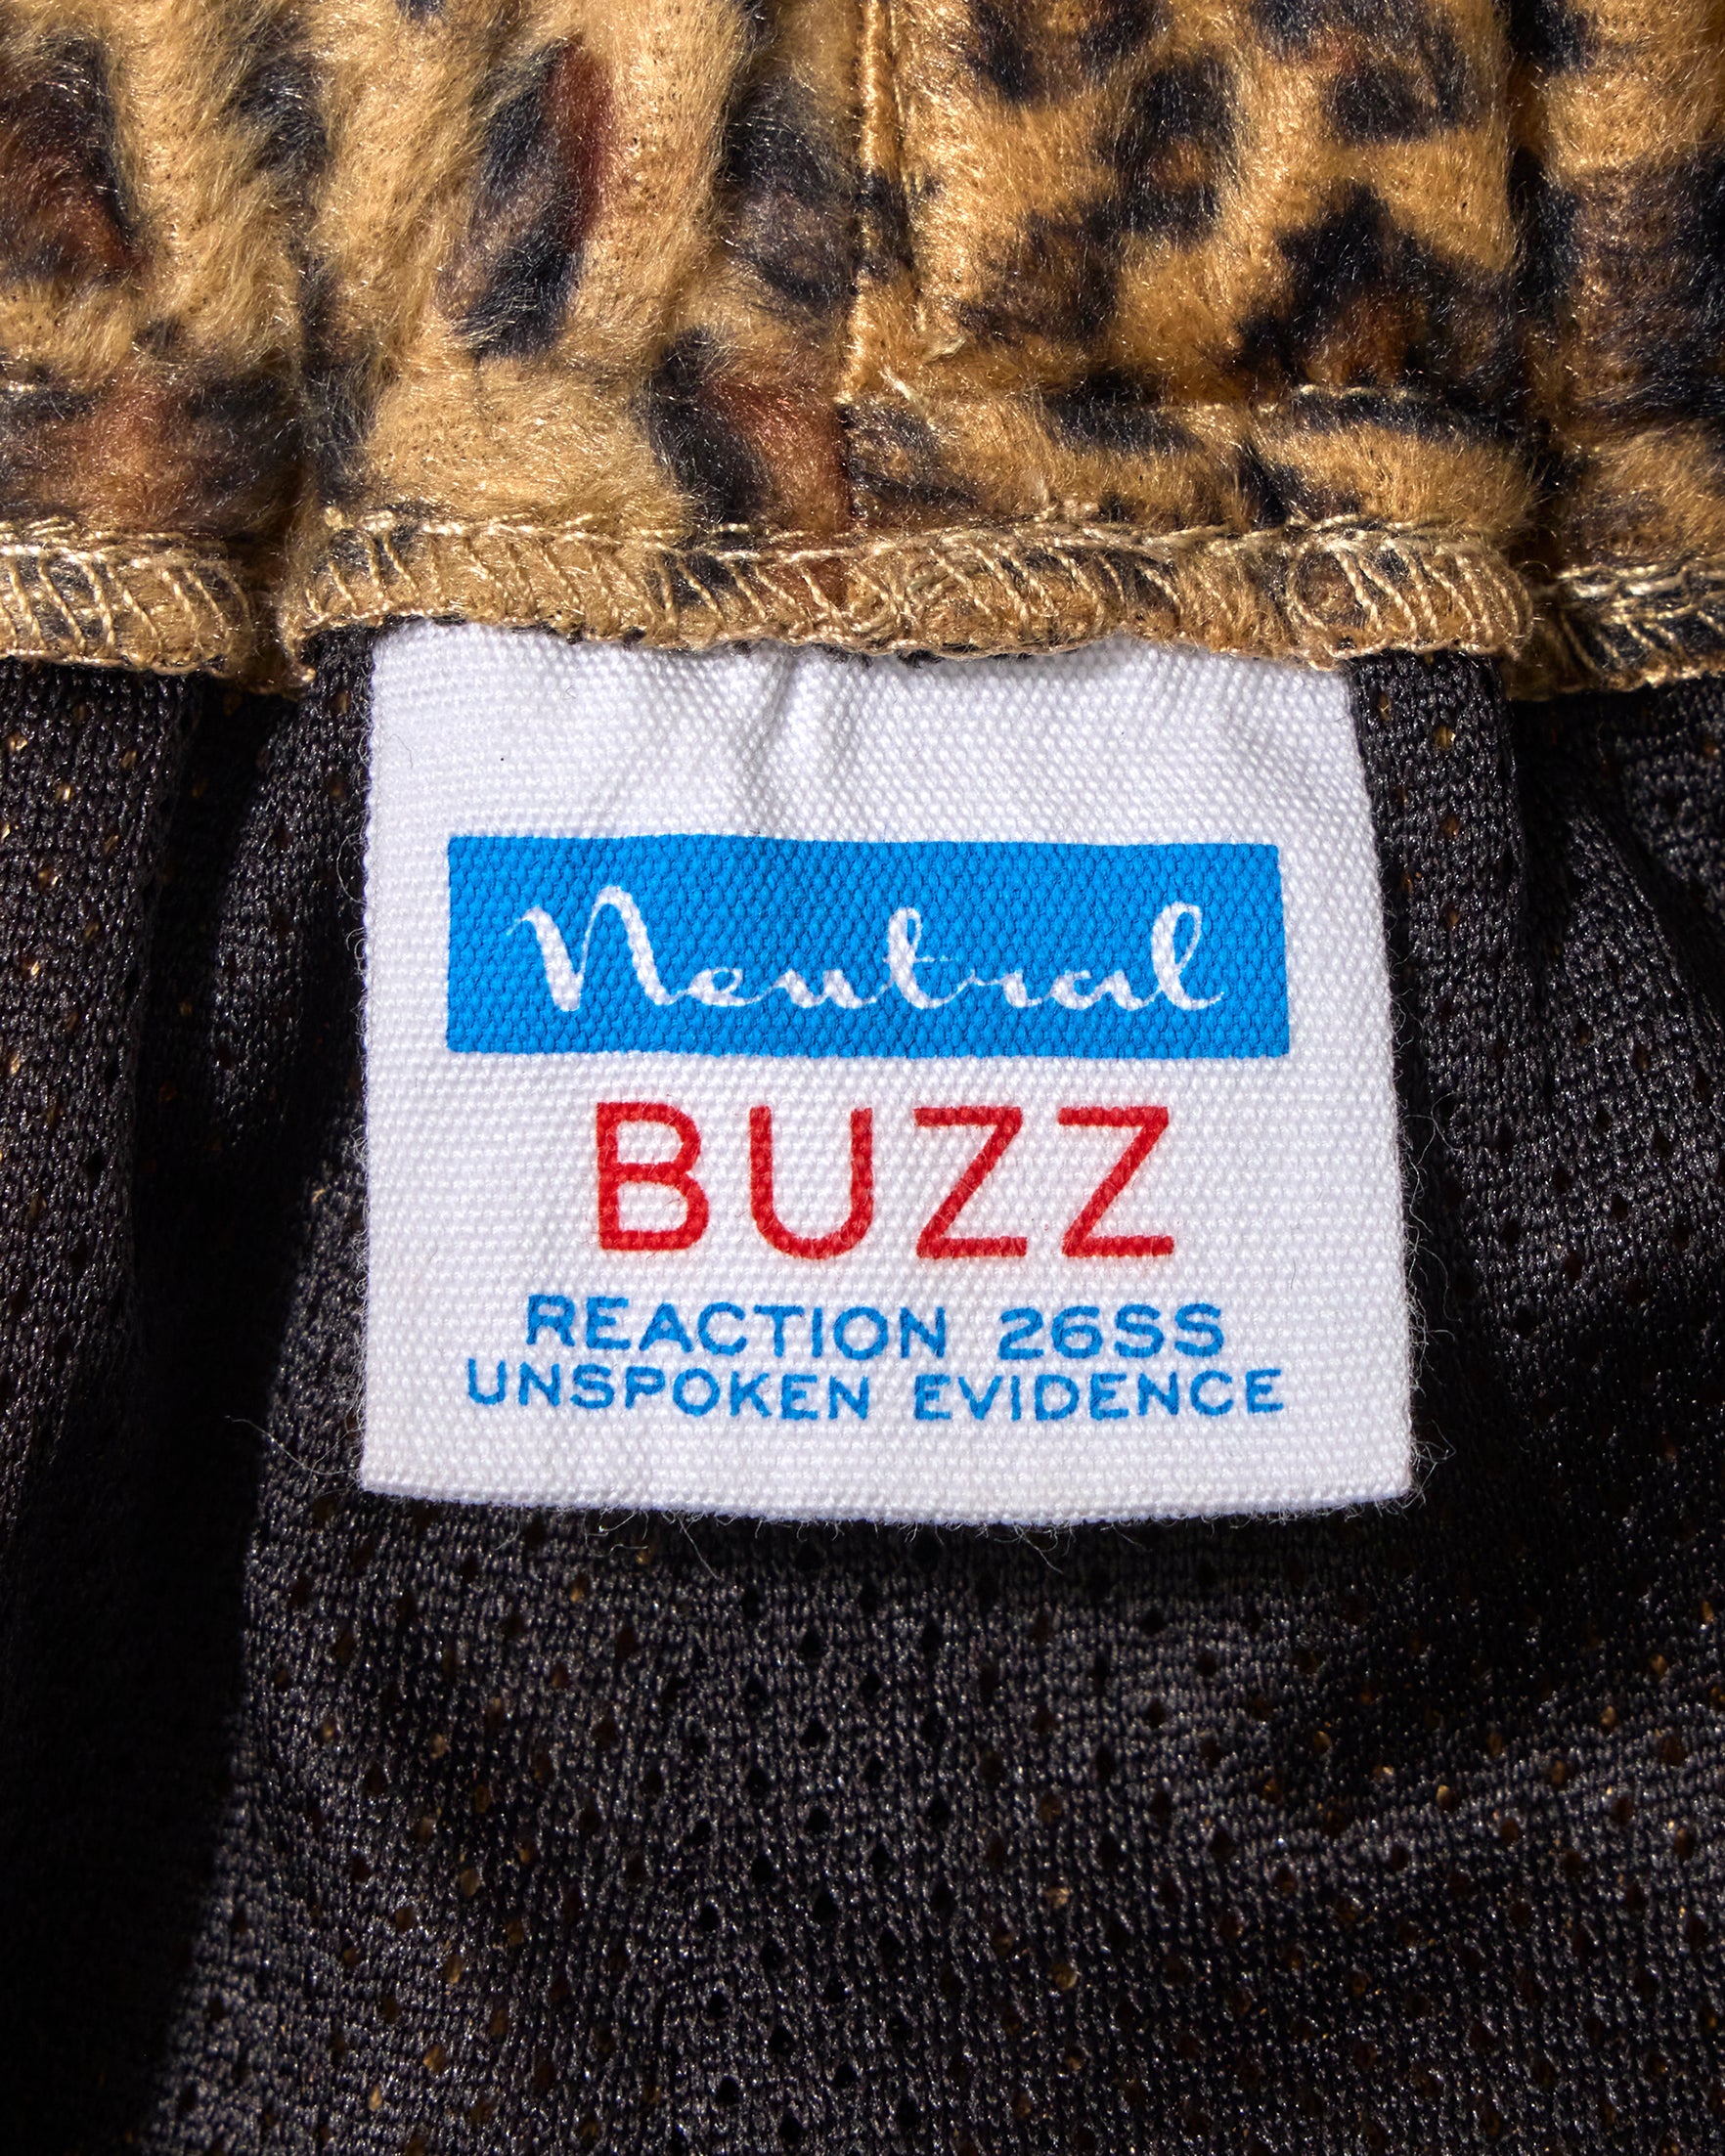 Neutral
BUZZ
REACTION 26SS
UNSPOKEN EVIDENCE